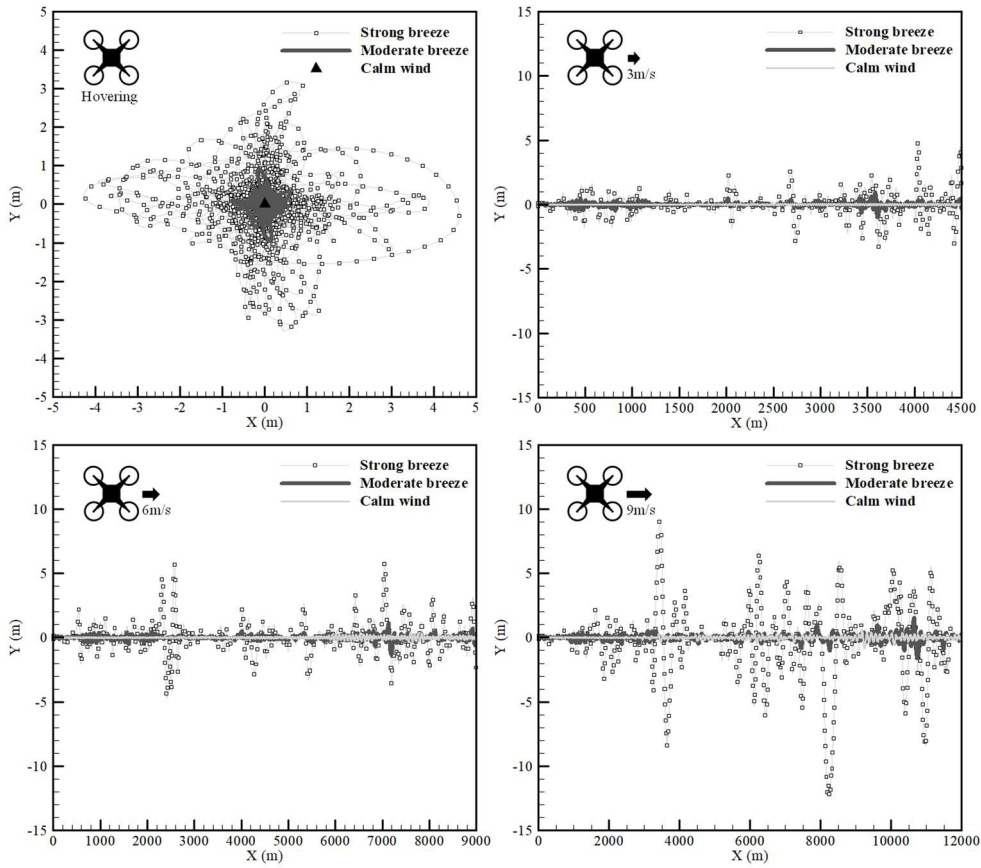 5
4
3
2
1
0
-1
-2
-3
-4
-5
Y (m)
-5 -4 -3 -2 -1 0 1 2 3 4 5
X (m)
Hovering
Strong breeze
Moderate breeze
Calm wind
15
10
5
0
-5
-10
-15
Y (m)
0 500 1000 1500 2000 2500 3000 3500 4000 4500
X (m)
3m/s
Strong breeze
Moderate breeze
Calm wind
15
10
5
0
-5
-10
-15
Y (m)
0 1000 2000 3000 4000 5000 6000 7000 8000 9000
X (m)
6m/s
Strong breeze
Moderate breeze
Calm wind
15
10
5
0
-5
-10
-15
Y (m)
0 2000 4000 6000 8000 10000 12000
X (m)
9m/s
Strong breeze
Moderate breeze
Calm wind